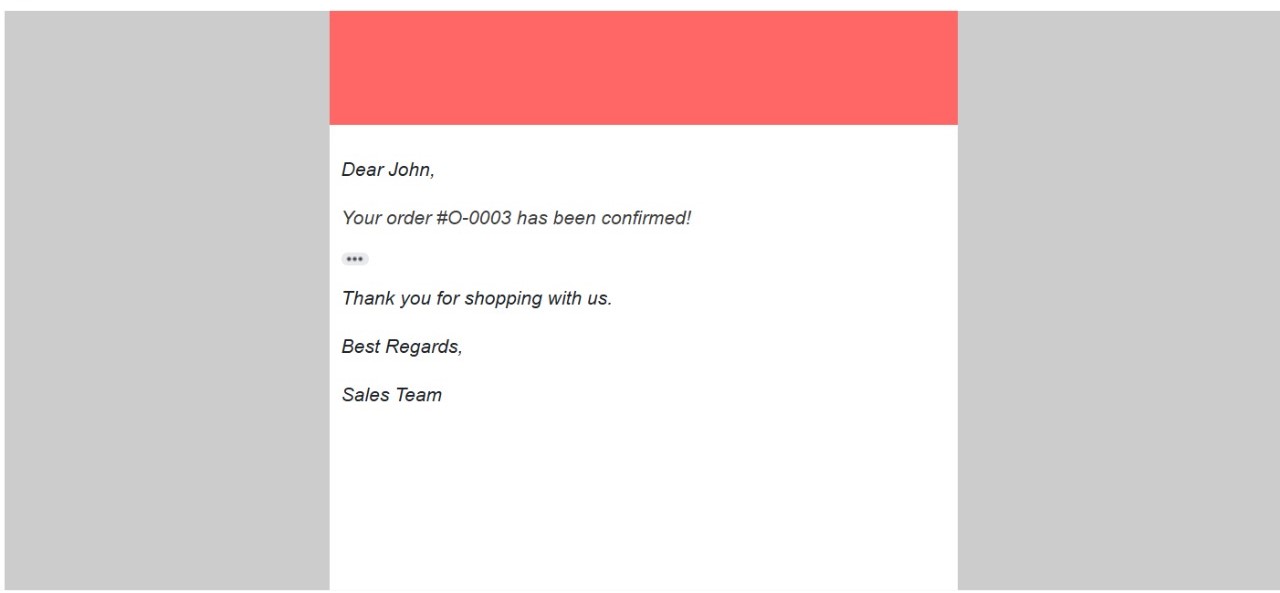 Dear John,
Your order #O-0003 has been confirmed!
•••
Thank you for shopping with us.
Best Regards,
Sales Team